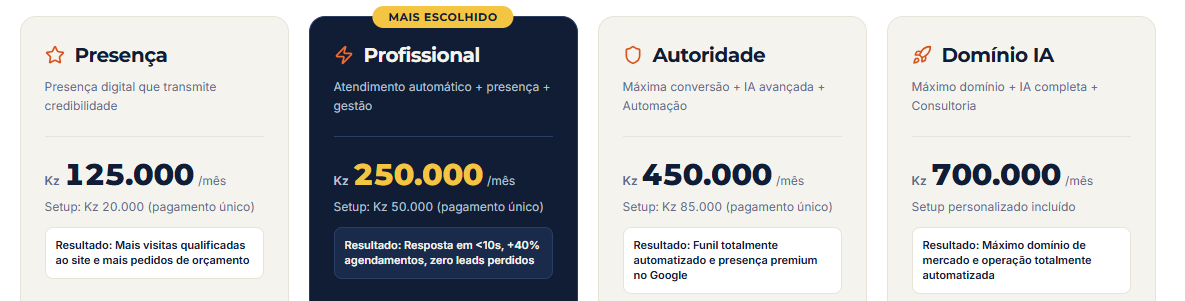 MAIS ESCOLHIDO
Presença
Presença digital que transmite
credibilidade
Kz 125.000 /mês
Setup: Kz 20.000 (pagamento único)
Resultado: Mais visitas qualificadas
ao site e mais pedidos de orçamento
Profissional
Atendimento automático + presença +
gestão
Kz 250.000 /mês
Setup: Kz 50.000 (pagamento único)
Resultado: Resposta em <10s, +40%
agendamentos, zero leads perdidos
Autoridade
Máxima conversão + IA avançada +
Automação
Kz 450.000 /mês
Setup: Kz 85.000 (pagamento único)
Resultado: Funil totalmente
automatizado e presença premium
no Google
Domínio IA
Máximo domínio + IA completa +
Consultoria
Kz 700.000 /mês
Setup personalizado incluído
Resultado: Máximo domínio de
mercado e operação totalmente
automatizada